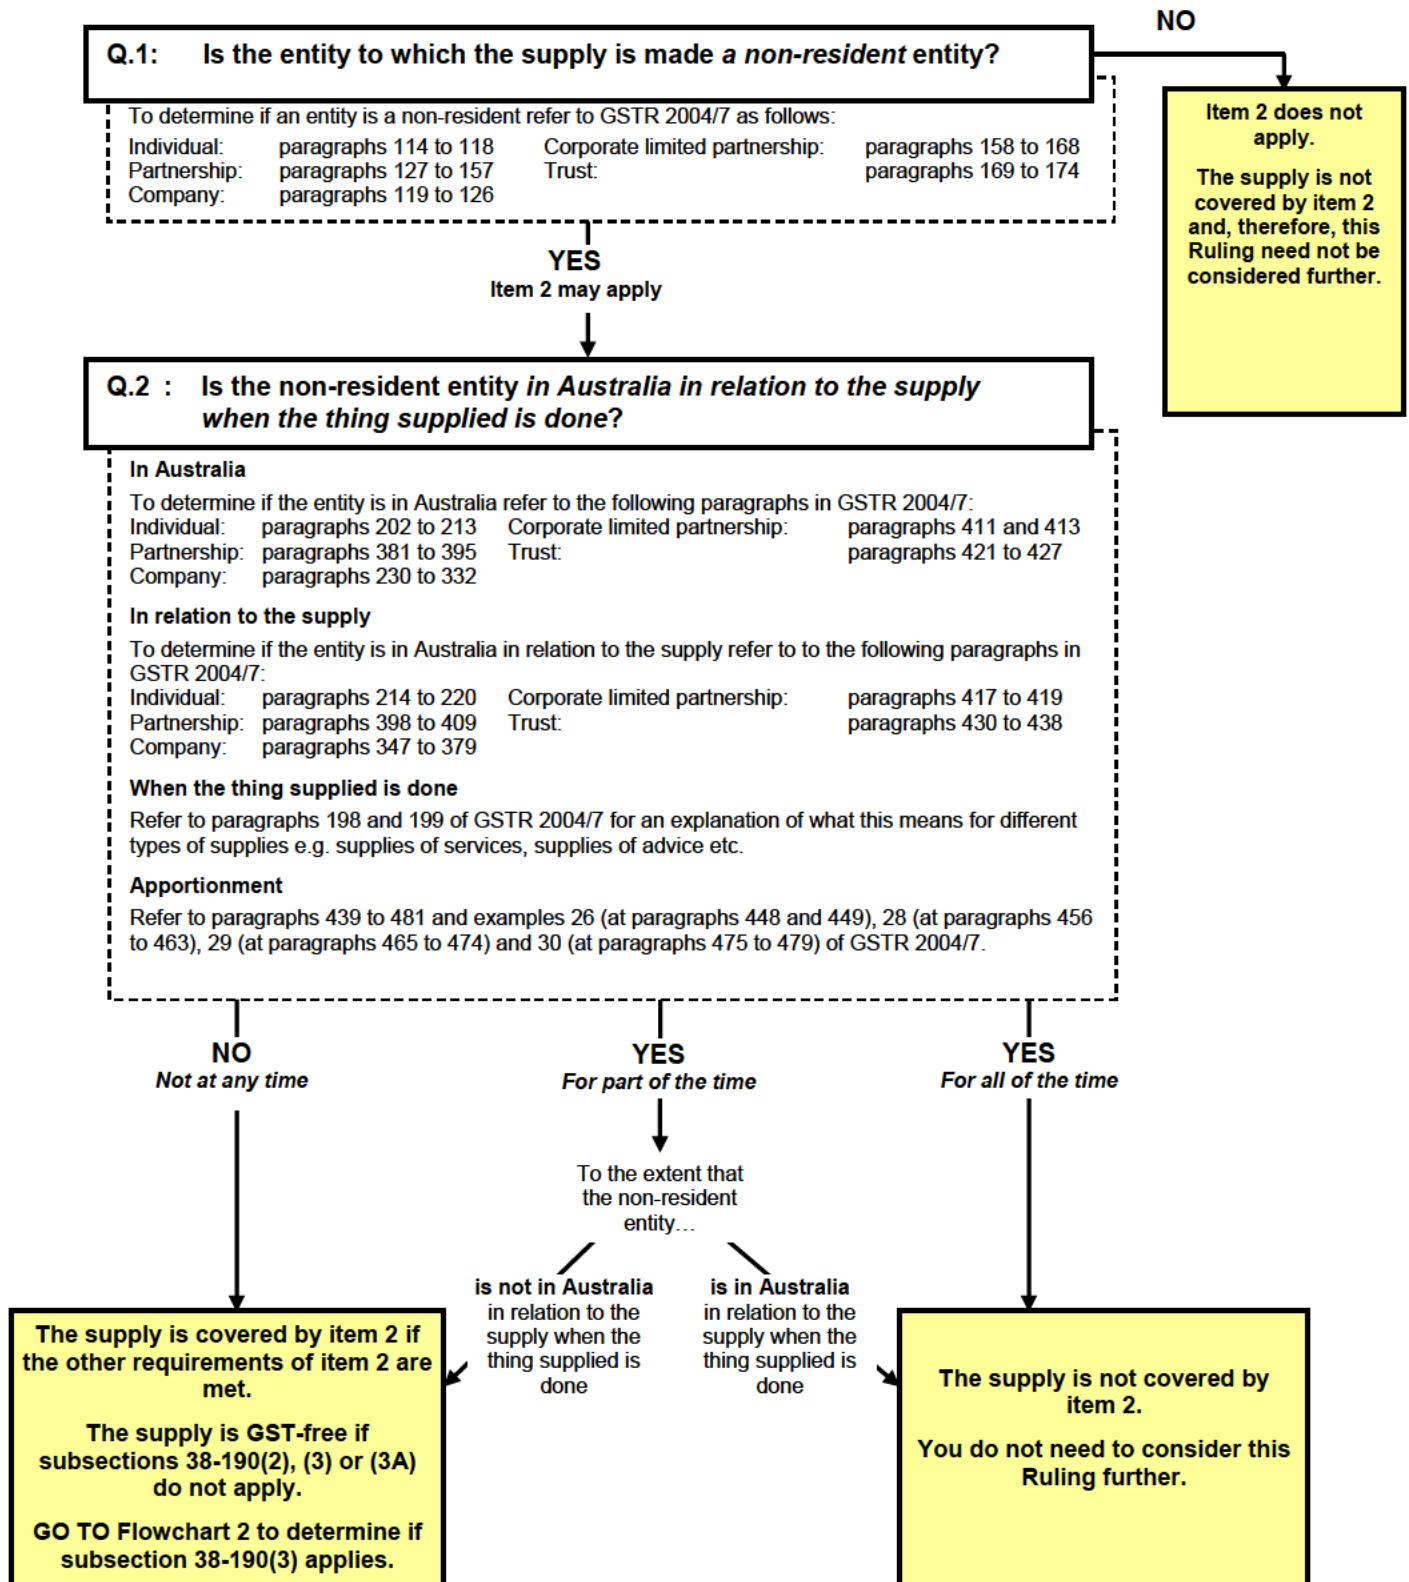 NO
Q.1: Is the entity to which the supply is made a non-resident entity?
To determine if an entity is a non-resident refer to GSTR 2004/7 as follows:
Individual: paragraphs 114 to 118 Corporate limited partnership: paragraphs 158 to 168
Partnership: paragraphs 127 to 157 Trust: paragraphs 169 to 174
Company: paragraphs 119 to 126
Item 2 does not
apply.
The supply is not
covered by item 2
and, therefore, this
Ruling need not be
considered further.
YES
Item 2 may apply
Q.2 : Is the non-resident entity in Australia in relation to the supply
when the thing supplied is done?
In Australia
To determine if the entity is in Australia refer to the following paragraphs in GSTR 2004/7:
Individual: paragraphs 202 to 213 Corporate limited partnership: paragraphs 411 and 413
Partnership: paragraphs 381 to 395 Trust: paragraphs 421 to 427
Company: paragraphs 230 to 332
In relation to the supply
To determine if the entity is in Australia in relation to the supply refer to to the following paragraphs in
GSTR 2004/7:
Individual: paragraphs 214 to 220 Corporate limited partnership: paragraphs 417 to 419
Partnership: paragraphs 398 to 409 Trust: paragraphs 430 to 438
Company: paragraphs 347 to 379
When the thing supplied is done
Refer to paragraphs 198 and 199 of GSTR 2004/7 for an explanation of what this means for different
types of supplies e.g. supplies of services, supplies of advice etc.
Apportionment
Refer to paragraphs 439 to 481 and examples 26 (at paragraphs 448 and 449), 28 (at paragraphs 456
to 463), 29 (at paragraphs 465 to 474) and 30 (at paragraphs 475 to 479) of GSTR 2004/7.
NO
Not at any time
YES
For part of the time
YES
For all of the time
To the extent that
the non-resident
entity…
is not in Australia
in relation to the
supply when the
thing supplied is
done
is in Australia
in relation to the
supply when the
thing supplied is
done
The supply is covered by item 2 if
the other requirements of item 2 are
met.
The supply is GST-free if
subsections 38-190(2), (3) or (3A)
do not apply.
GO TO Flowchart 2 to determine if
subsection 38-190(3) applies.
The supply is not covered by
item 2.
You do not need to consider this
Ruling further.